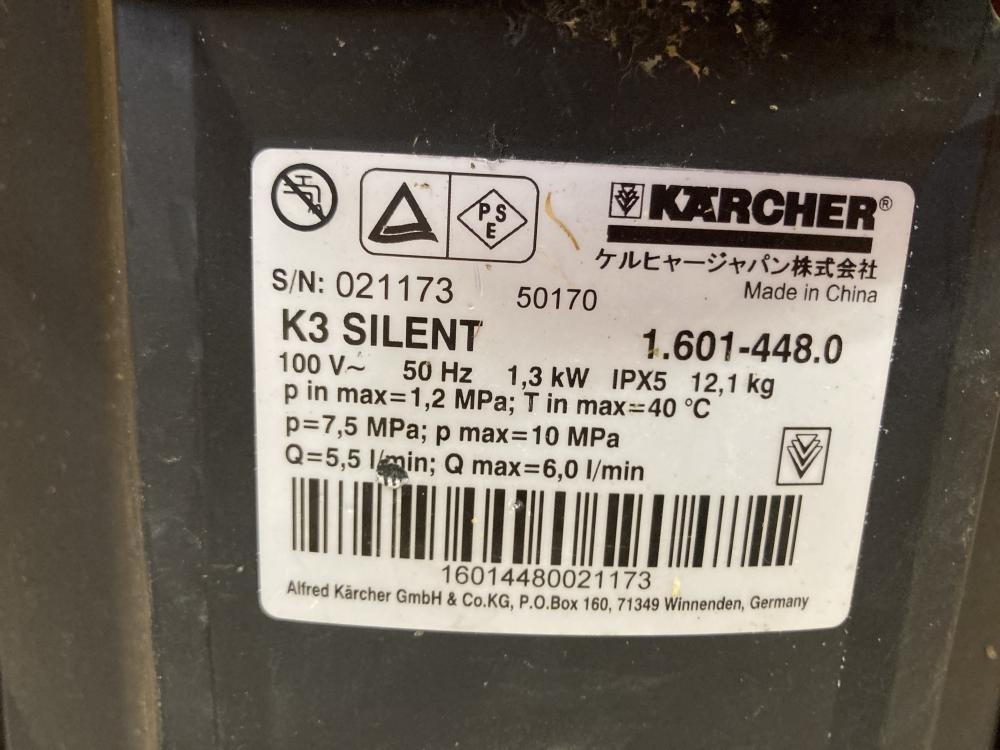 PS
E
KÄRCHER®
ケルヒャージャパン株式会社
Made in China
S/N: 021173 50170
K3 SILENT 1.601-448.0
100 V~ 50 Hz 1,3 kW IPX5 12,1 kg
p in max=1,2 MPa; T in max=40 °C
p=7,5 MPa; p max=10 MPa
Q=5,5 l/min; Q max=6,0 l/min
16014480021173
Alfred Kärcher GmbH & Co.KG, P.O.Box 160, 71349 Winnenden, Germany